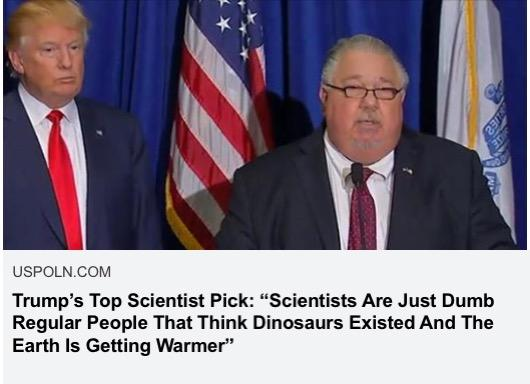 USPOLN.COM
Trump’s Top Scientist Pick: “Scientists Are Just Dumb
Regular People That Think Dinosaurs Existed And The
Earth Is Getting Warmer”